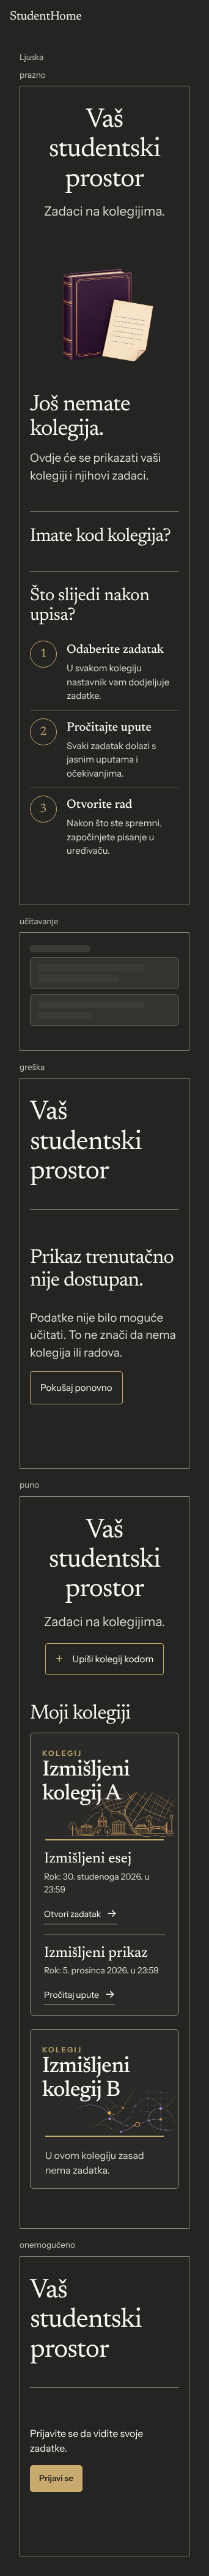 StudentHome
Ljuska
prazno
Vaš
studentski
prostor
Zadaci na kolegijima.
Još nemate
kolegija.
Ovdje će se prikazati vaši
kolegiji i njihovi zadaci.
Imate kod kolegija?
Što slijedi nakon
upisa?
1
Odaberite zadatak
U svakom kolegiju
nastavnik vam dodjeljuje
zadatke.
2
Pročitajte upute
Svaki zadatak dolazi s
jasnim uputama i
očekivanjima.
3
Otvorite rad
Nakon što ste spremni,
započinjete pisanje u
uređivaču.
učitavanje
greška
Vaš
studentski
prostor
Prikaz trenutačno
nije dostupan.
Podatke nije bilo moguće
učitati. To ne znači da nema
kolegija ili radova.
Pokušaj ponovno
puno
Vaš
studentski
prostor
Zadaci na kolegijima.
+ Upiši kolegij kodom
Moji kolegiji
KOLEGIJ
Izmišljeni
kolegij A
Izmišljeni esej
Rok: 30. studenoga 2026. u
23:59
Otvori zadatak →
Izmišljeni prikaz
Rok: 5. prosinca 2026. u 23:59
Pročitaj upute →
KOLEGIJ
Izmišljeni
kolegij B
U ovom kolegiju zasad
nema zadatka.
onemogućeno
Vaš
studentski
prostor
Prijavite se da vidite svoje
zadatke.
Prijavi se